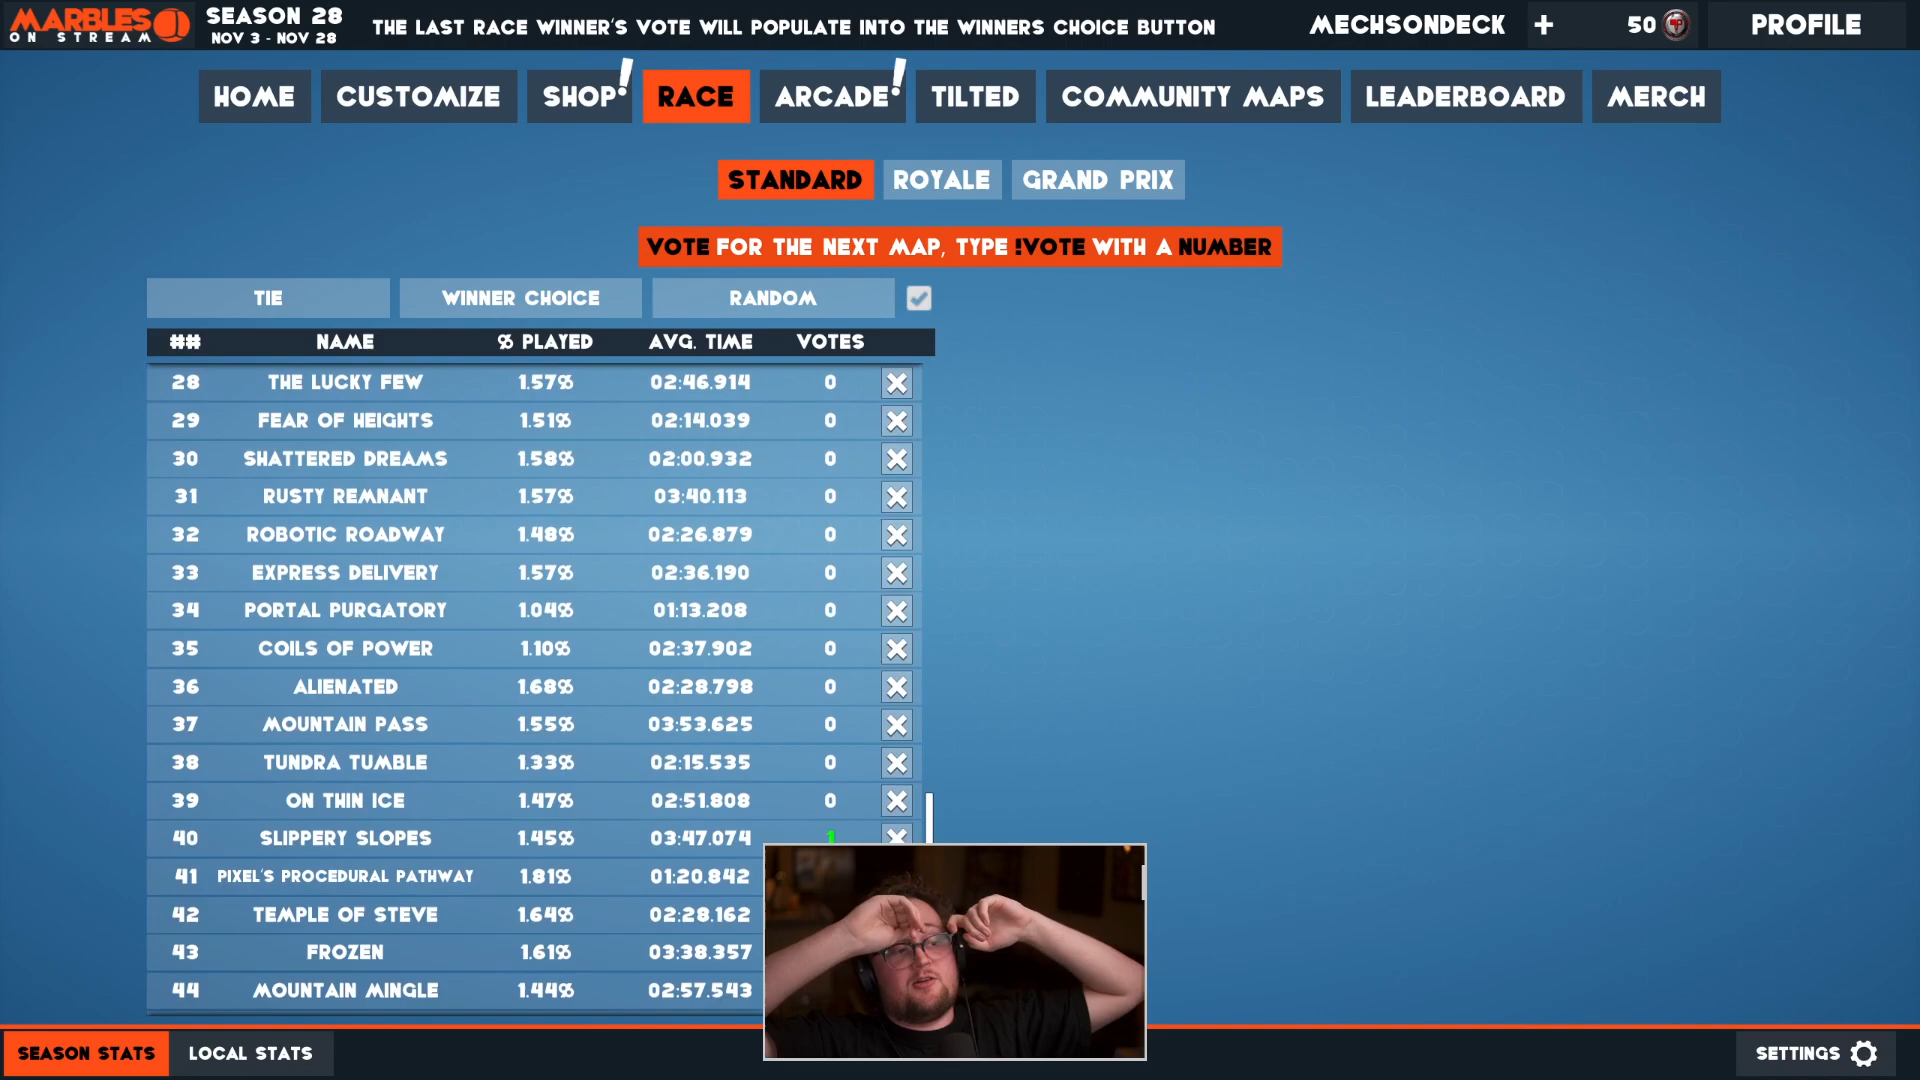 MARBLES
ON STREAM
SEASON 28
NOV 3 - NOV 28
THE LAST RACE WINNER'S VOTE WILL POPULATE INTO THE WINNERS CHOICE BUTTON
MECHSONDECK
+
50
PROFILE
HOME CUSTOMIZE SHOP! RACE ARCADE! TILTED COMMUNITY MAPS LEADERBOARD MERCH
STANDARD ROYALE GRAND PRIX
VOTE FOR THE NEXT MAP, TYPE !VOTE WITH A NUMBER
TIE WINNER CHOICE RANDOM
## NAME % PLAYED AVG. TIME VOTES
28 THE LUCKY FEW 1.57% 02:46.914 0
29 FEAR OF HEIGHTS 1.51% 02:14.039 0
30 SHATTERED DREAMS 1.58% 02:00.932 0
31 RUSTY REMNANT 1.57% 03:40.113 0
32 ROBOTIC ROADWAY 1.48% 02:26.879 0
33 EXPRESS DELIVERY 1.57% 02:36.190 0
34 PORTAL PURGATORY 1.04% 01:13.208 0
35 COILS OF POWER 1.10% 02:37.902 0
36 ALIENATED 1.68% 02:28.798 0
37 MOUNTAIN PASS 1.55% 03:53.625 0
38 TUNDRA TUMBLE 1.33% 02:15.535 0
39 ON THIN ICE 1.47% 02:51.808 0
40 SLIPPERY SLOPES 1.45% 03:47.074 1
41 PIXEL'S PROCEDURAL PATHWAY 1.81% 01:20.842
42 TEMPLE OF STEVE 1.64% 02:28.162
43 FROZEN 1.61% 03:38.357
44 MOUNTAIN MINGLE 1.44% 02:57.543
SEASON STATS LOCAL STATS
SETTINGS